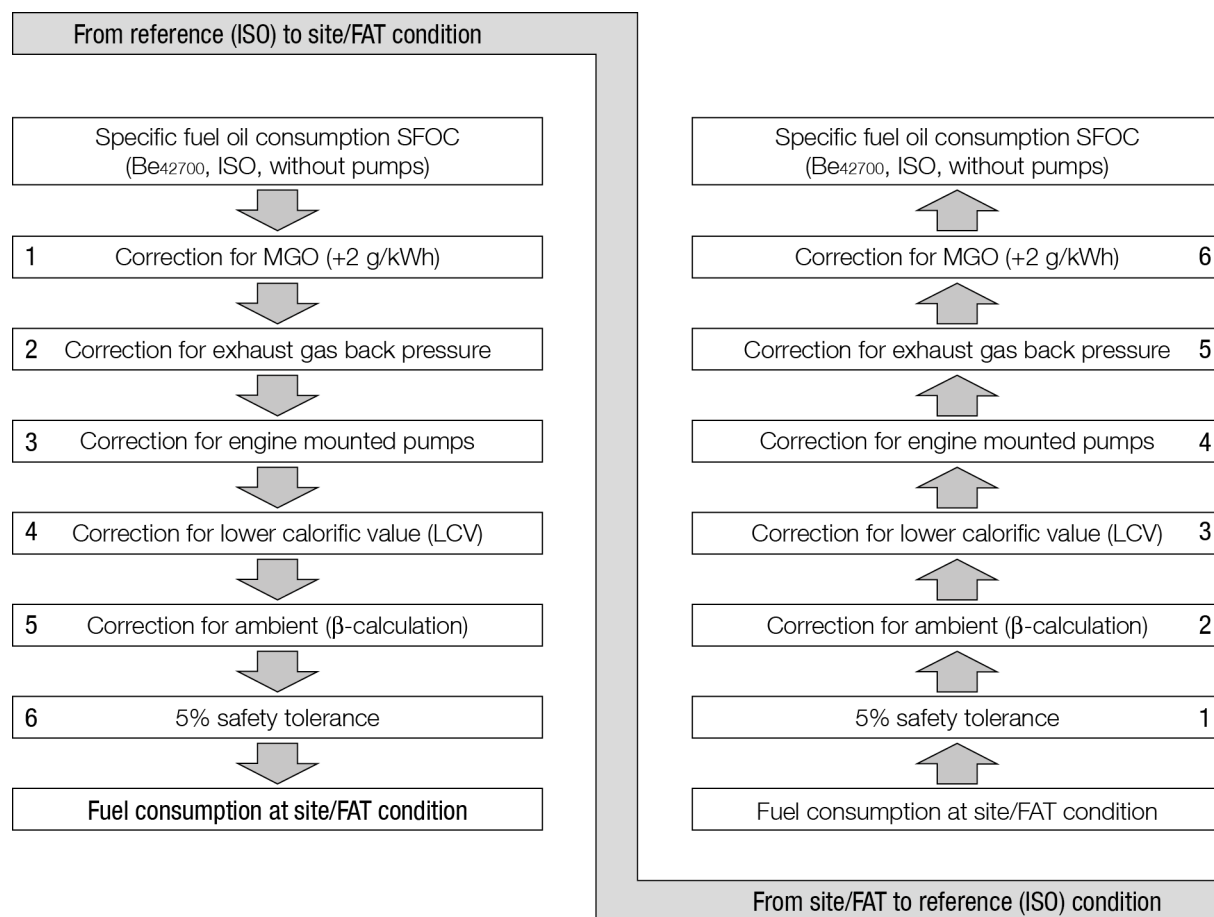 From reference (ISO) to site/FAT condition
Specific fuel oil consumption SFOC
(Be42700, ISO, without pumps)
1 Correction for MGO (+2 g/kWh)
2 Correction for exhaust gas back pressure
3 Correction for engine mounted pumps
4 Correction for lower calorific value (LCV)
5 Correction for ambient (β-calculation)
6 5% safety tolerance
Fuel consumption at site/FAT condition
Specific fuel oil consumption SFOC
(Be42700, ISO, without pumps)
Correction for MGO (+2 g/kWh) 6
Correction for exhaust gas back pressure 5
Correction for engine mounted pumps 4
Correction for lower calorific value (LCV) 3
Correction for ambient (β-calculation) 2
5% safety tolerance 1
Fuel consumption at site/FAT condition
From site/FAT to reference (ISO) condition